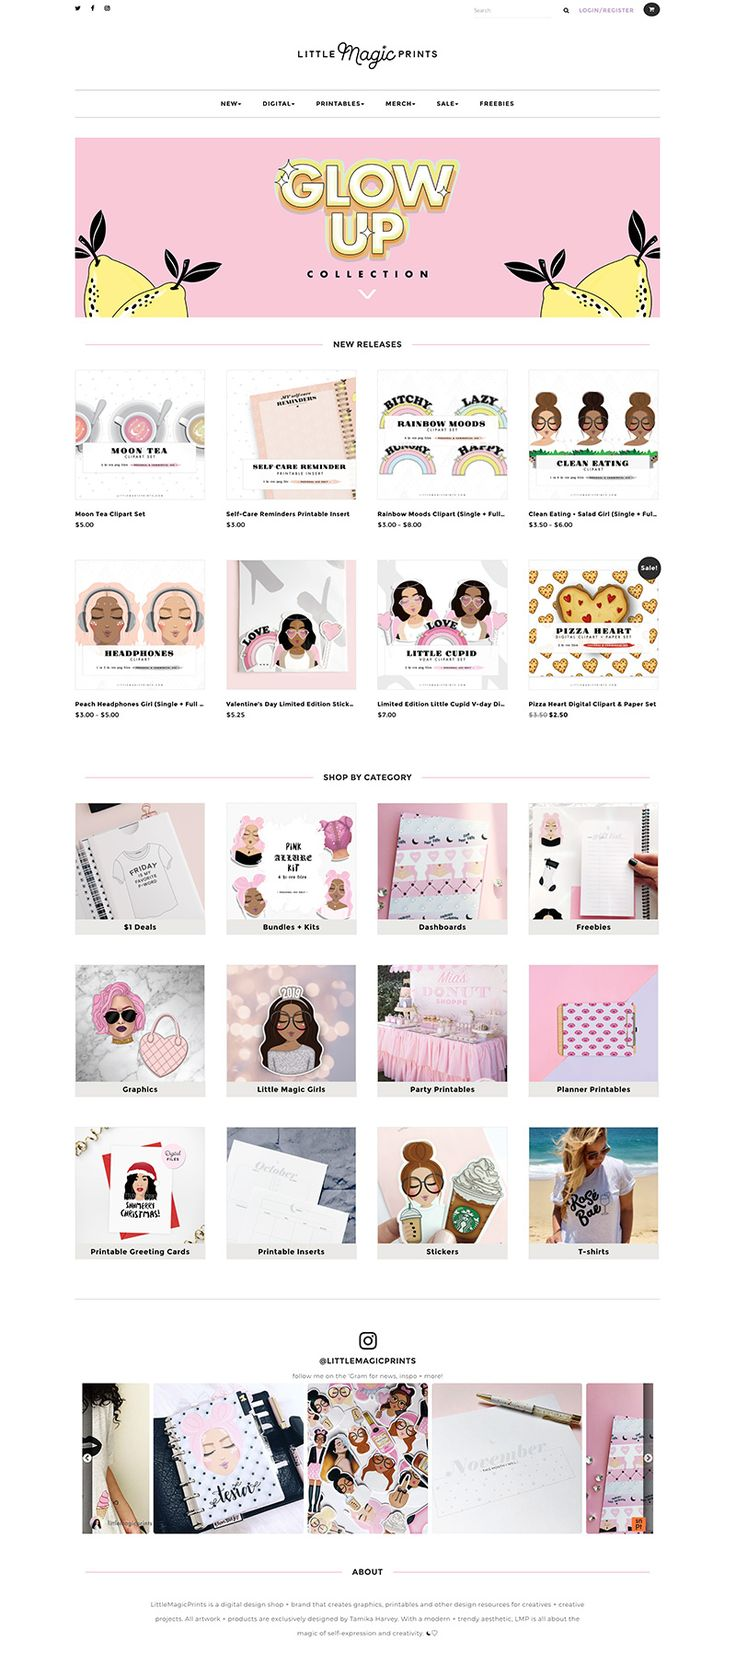 Search
LOGIN/REGISTER
LITTLE Magic PRINTS
NEW
DIGITAL
PRINTABLES
MERCH
SALE
FREEBIES
GLOW
UP
COLLECTION
NEW RELEASES
MOON TEA
CLIPART SET
MY self-care
REMINDERS
SELF CARE REMINDER
PRINTABLE INSERT
BITCHY
LAZY
RAINBOW MOODS
CLIPART SET
HUNGRY
HAPPY
CLEAN EATING
CLIPART
Moon Tea Clipart Set
$5.00
Self-Care Reminders Printable Insert
$3.00
Rainbow Moods Clipart (Single + Full...
$3.00 - $8.00
Clean Eating + Salad Girl (Single + Ful...
$3.50 - $6.00
HEADPHONES
CLIPART
LOVE
LOVE
LITTLE CUPID
VDAY CLIPART SET
Sale!
PIZZA HEART
DIGITAL CLIPART + PAPER SET
Peach Headphones Girl (Single + Full ...
$3.00 - $5.00
Valentine's Day Limited Edition Stick...
$5.25
Limited Edition Little Cupid V-day Di...
$7.00
Pizza Heart Digital Clipart & Paper Set
$3.50 $2.50
SHOP BY CATEGORY
FRIDAY
IS MY
FAVORITE
F-WORD
PINK
ALLURE
KIT
$1 Deals
Bundles + Kits
Dashboards
Freebies
2019
Mia's
DONUT
SHOPPE
Graphics
Little Magic Girls
Party Printables
Planner Printables
Digital
FILES
SHMERRY
CHRISTMAS!
October
Rosé
Bae
Printable Greeting Cards
Printable Inserts
Stickers
T-shirts
@LITTLEMAGICPRINTS
follow me on the 'Gram for news, inspo + more!
tesia
November
littlemagicprints
ABOUT
LittleMagicPrints is a digital design shop + brand that creates graphics, printables and other design resources for creatives + creative
projects. All artwork + products are exclusively designed by Tamika Harvey. With a modern + trendy aesthetic, LMP is all about the
magic of self-expression and creativity.